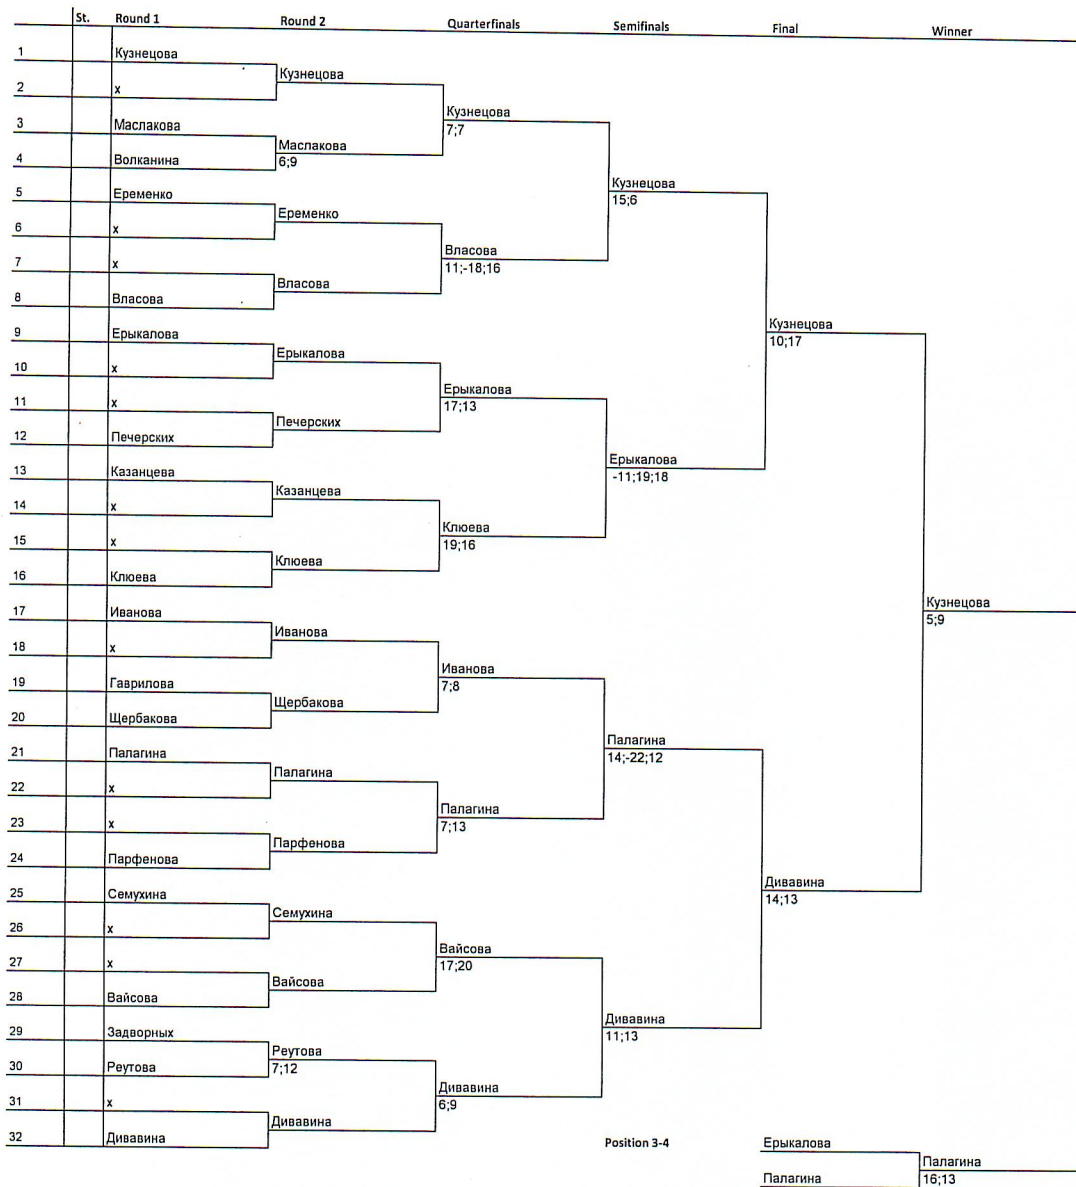 St. Round 1 Round 2 Quarterfinals Semifinals Final Winner
1 Кузнецова
Кузнецова
2 x
Кузнецова
7;7
3 Маслакова
Маслакова
6;9
4 Волканина
Кузнецова
15;6
5 Еременко
Еременко
6 x
Власова
11;-18;16
7 x
Власова
8 Власова
Кузнецова
10;17
9 Ерыкалова
Ерыкалова
10 x
Ерыкалова
17;13
11 x
Печерских
12 Печерских
Ерыкалова
-11;19;18
13 Казанцева
Казанцева
14 x
Клюева
19;16
15 x
Клюева
16 Клюева
Кузнецова
5;9
17 Иванова
Иванова
18 x
Иванова
7;8
19 Гаврилова
Щербакова
20 Щербакова
Палагина
14;-22;12
21 Палагина
Палагина
22 x
Палагина
7;13
23 x
Парфенова
24 Парфенова
Дивавина
14;13
25 Семухина
Семухина
26 x
Вайсова
17;20
27 x
Вайсова
28 Вайсова
Дивавина
11;13
29 Задворных
Реутова
7;12
30 Реутова
Дивавина
6;9
31 x
Дивавина
32 Дивавина
Position 3-4
Ерыкалова
Палагина
16;13
Палагина